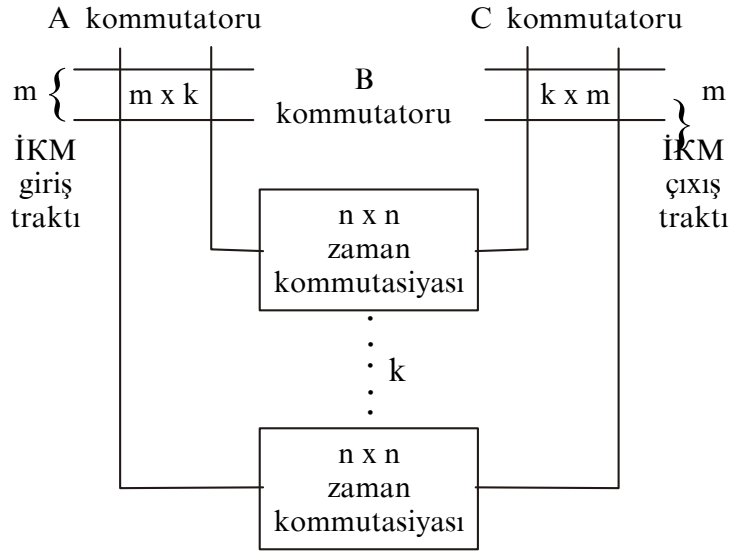 A kommutatoru
C kommutatoru
m { m x k
B
kommutatoru
k x m } m
İKM
giriş
traktı
İKM
çıxış
traktı
n x n
zaman
kommutasiyası
k
n x n
zaman
kommutasiyası